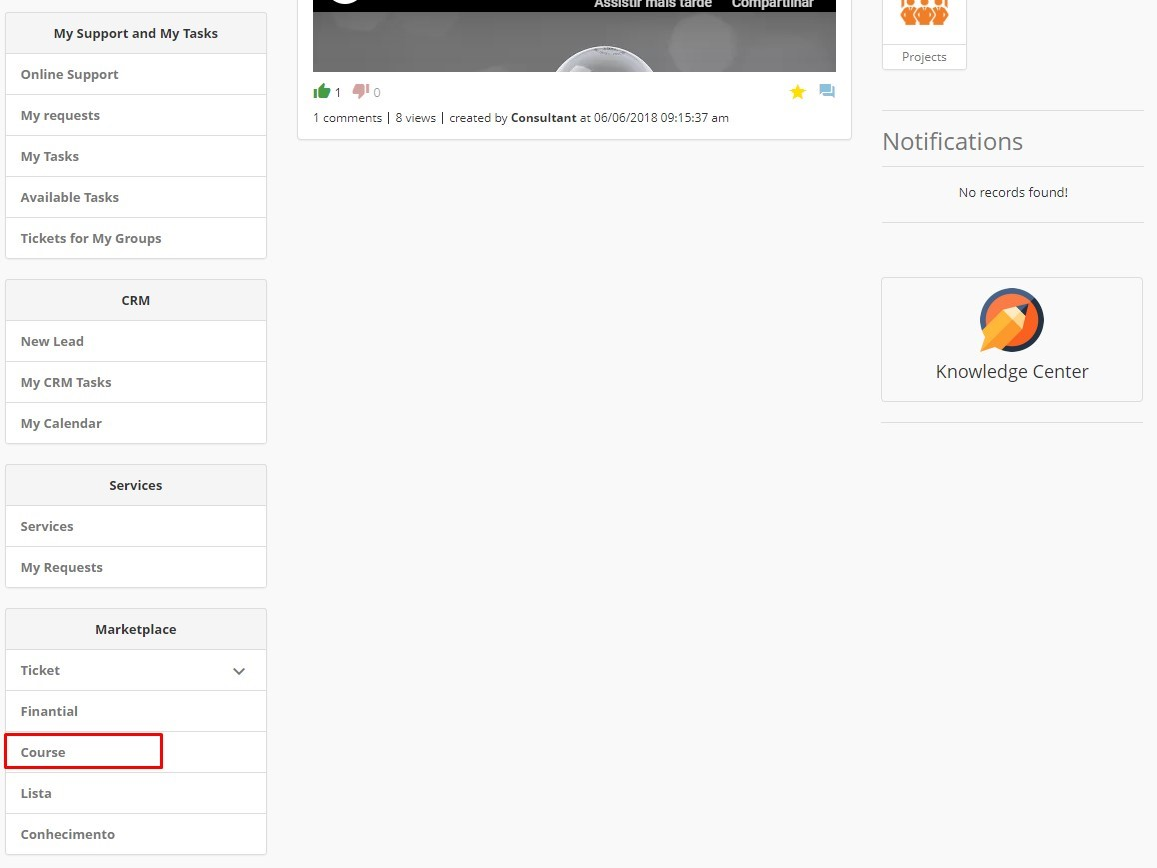 My Support and My Tasks
Online Support
My requests
My Tasks
Available Tasks
Tickets for My Groups
CRM
New Lead
My CRM Tasks
My Calendar
Services
Services
My Requests
Marketplace
Ticket
Finantial
Course
Lista
Conhecimento
Assistir mais tarde Compartilhar
1 0
1 comments | 8 views | created by Consultant at 06/06/2018 09:15:37 am
Projects
Notifications
No records found!
Knowledge Center